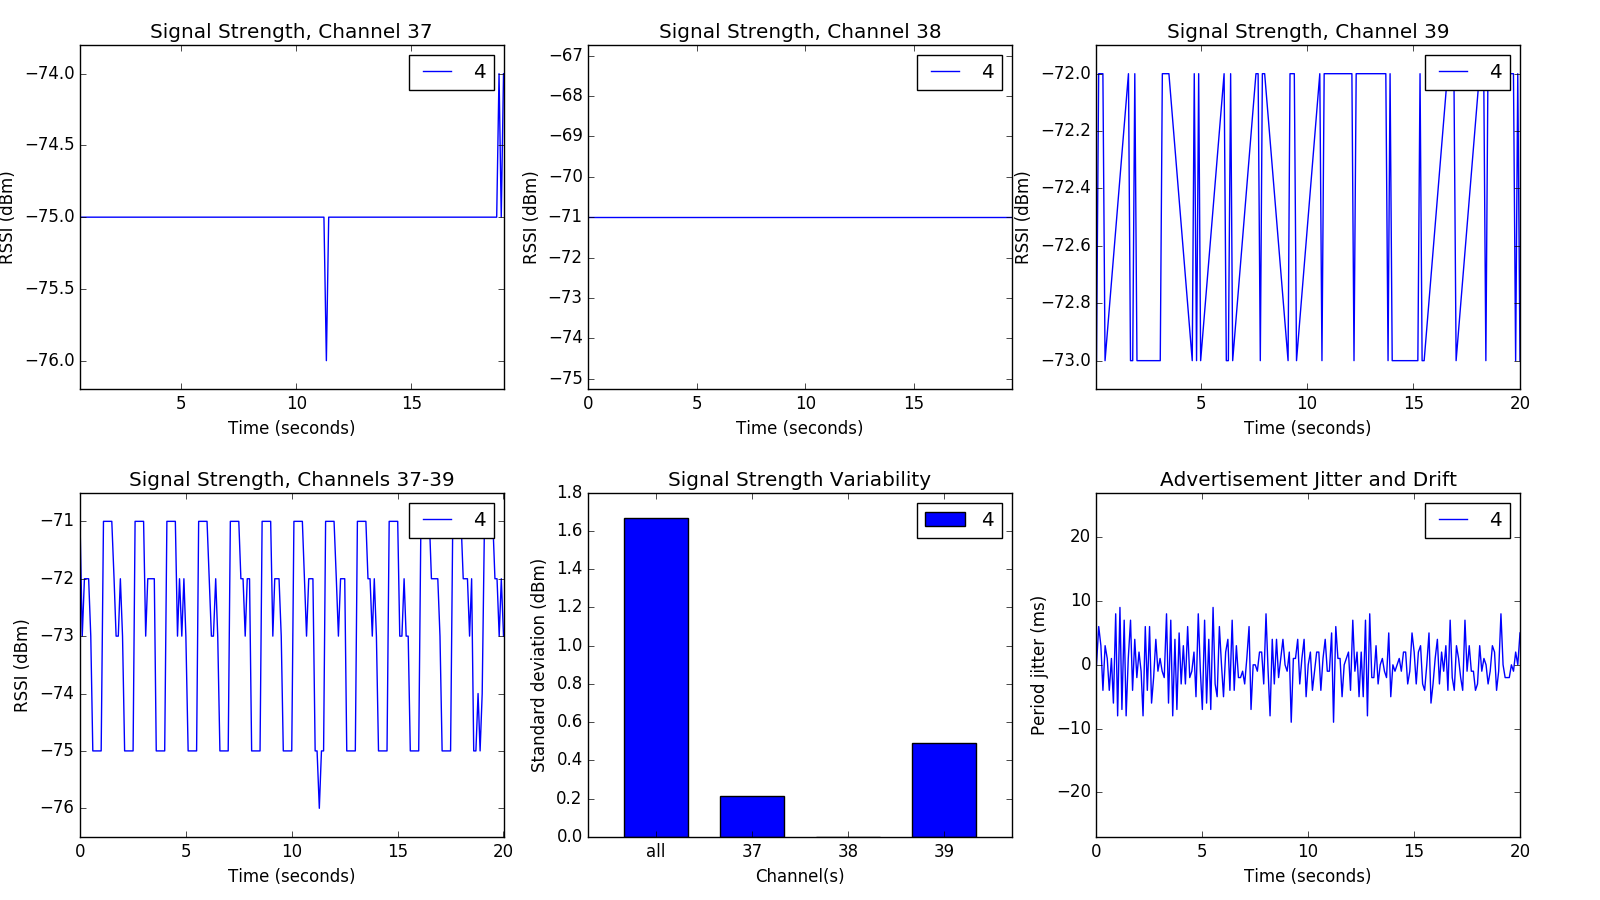 Signal Strength, Channel 37
4
−74.0
−74.5
−75.0
−75.5
−76.0
RSSI (dBm)
5 10 15
Time (seconds)
Signal Strength, Channel 38
4
−67
−68
−69
−70
−71
−72
−73
−74
−75
RSSI (dBm)
0 5 10 15
Time (seconds)
Signal Strength, Channel 39
4
−72.0
−72.2
−72.4
−72.6
−72.8
−73.0
RSSI (dBm)
5 10 15 20
Time (seconds)
Signal Strength, Channels 37-39
4
−71
−72
−73
−74
−75
−76
RSSI (dBm)
0 5 10 15 20
Time (seconds)
Signal Strength Variability
4
1.8
1.6
1.4
1.2
1.0
0.8
0.6
0.4
0.2
0.0
Standard deviation (dBm)
all 37 38 39
Channel(s)
Advertisement Jitter and Drift
4
20
10
0
−10
−20
Period jitter (ms)
0 5 10 15 20
Time (seconds)